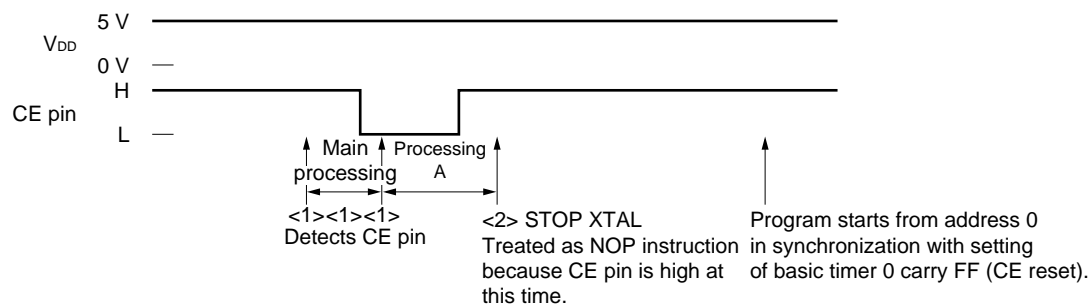 5 V
VDD
0 V
H
CE pin
L
Main
processing
Processing
A
<1><1><1>
Detects CE pin
<2> STOP XTAL
Treated as NOP instruction
because CE pin is high at
this time.
Program starts from address 0
in synchronization with setting
of basic timer 0 carry FF (CE reset).